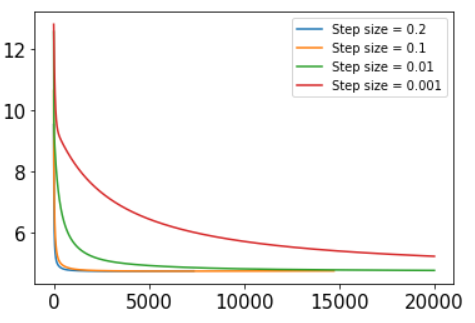 Step size = 0.2
Step size = 0.1
Step size = 0.01
Step size = 0.001
12
10
8
6
0 5000 10000 15000 20000